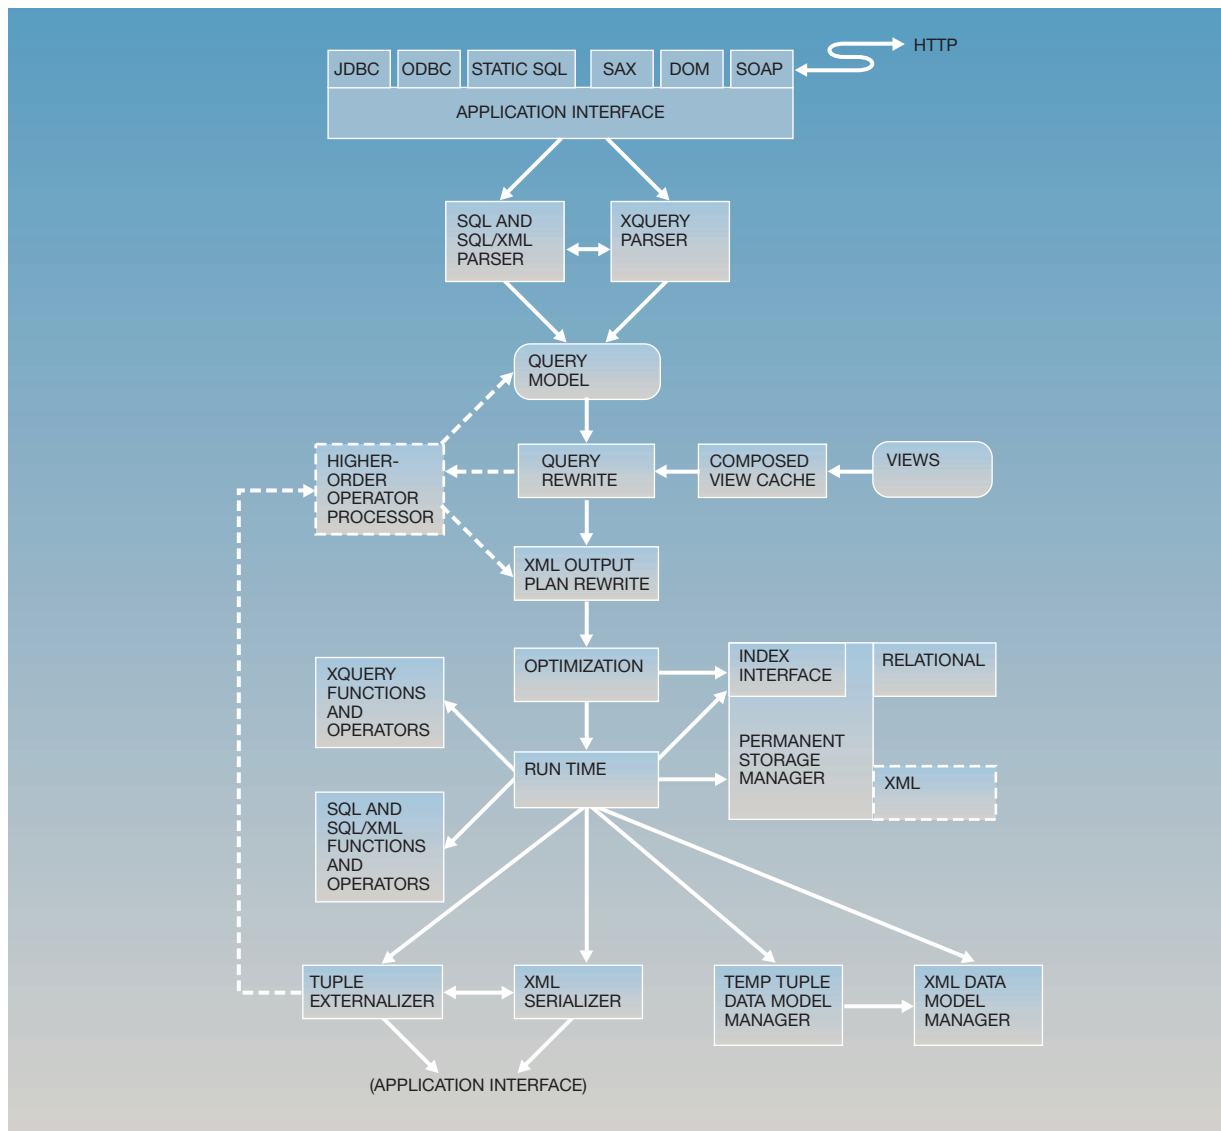 HTTP
JDBC
ODBC
STATIC SQL
SAX
DOM
SOAP
APPLICATION INTERFACE
SQL AND
SQL/XML
PARSER
XQUERY
PARSER
QUERY
MODEL
HIGHER-
ORDER
OPERATOR
PROCESSOR
QUERY
REWRITE
COMPOSED
VIEW CACHE
VIEWS
XML OUTPUT
PLAN REWRITE
OPTIMIZATION
INDEX
INTERFACE
RELATIONAL
XQUERY
FUNCTIONS
AND
OPERATORS
RUN TIME
PERMANENT
STORAGE
MANAGER
XML
SQL AND
SQL/XML
FUNCTIONS
AND
OPERATORS
TUPLE
EXTERNALIZER
XML
SERIALIZER
TEMP TUPLE
DATA MODEL
MANAGER
XML DATA
MODEL
MANAGER
(APPLICATION INTERFACE)